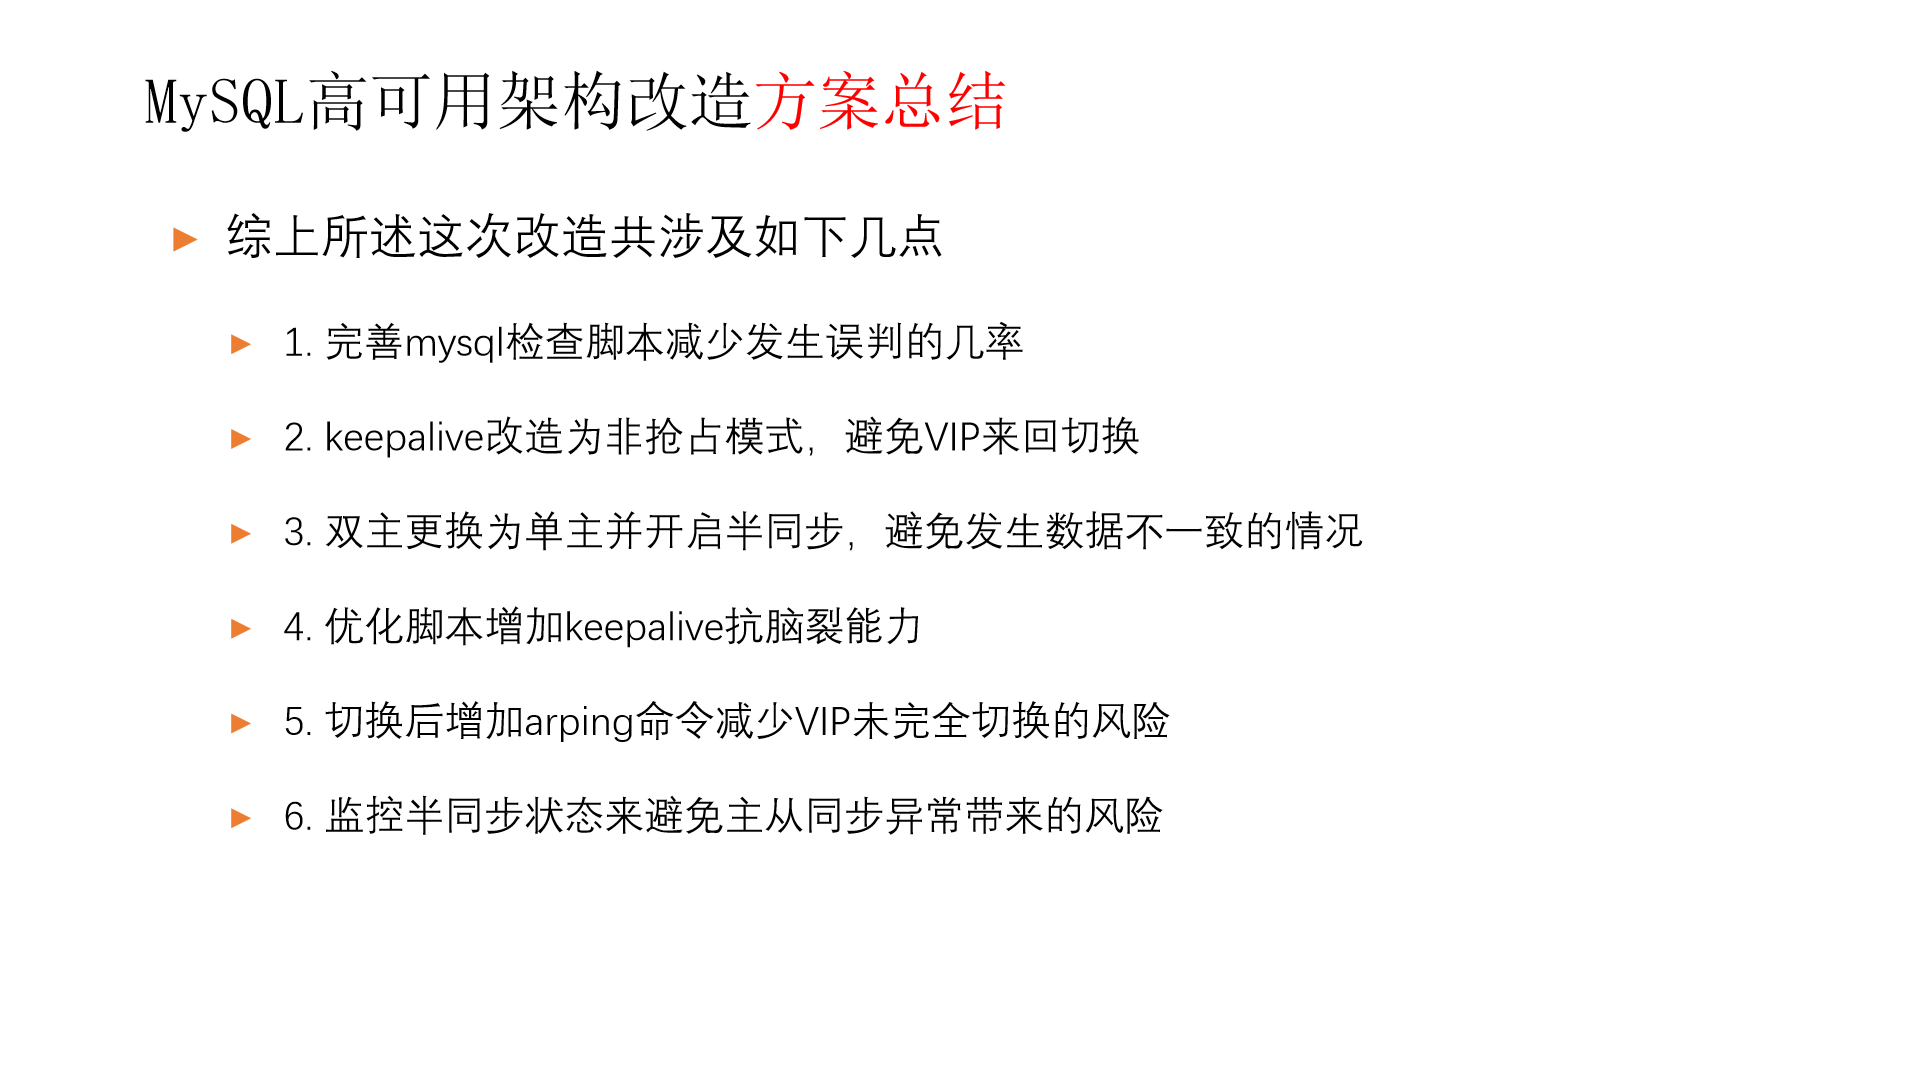 MySQL高可用架构改造方案总结
综上所述这次改造共涉及如下几点
1. 完善mysql检查脚本减少发生误判的几率
2. keepalive改造为非抢占模式，避免VIP来回切换
3. 双主更换为单主并开启半同步，避免发生数据不一致的情况
4. 优化脚本增加keepalive抗脑裂能力
5. 切换后增加arping命令减少VIP未完全切换的风险
6. 监控半同步状态来避免主从同步异常带来的风险